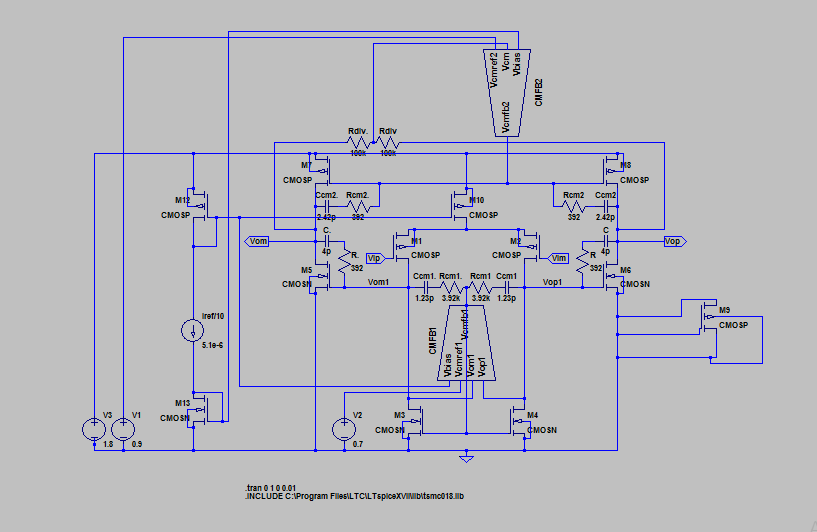 Vcmref2
Vcm
Vbias
Vcmfb2
CMFB2
Rdiv.
100k
Rdiv
100k
M7
CMOSP
M8
CMOSP
M12
CMOSP
Ccm2.
2.42p
Rcm2.
392
M10
CMOSP
Rcm2
392
Ccm2
2.42p
Vom
C.
4p
Vip
M1
CMOSP
M2
CMOSP
Vim
C
4p
Vop
M5
CMOSN
R.
392
Vom1
Ccm1.
1.23p
Rcm1.
3.92k
Rcm1
3.92k
Ccm1
1.23p
Vop1
R
392
M6
CMOSN
M9
CMOSP
Iref/10
5.1e-6
CMFB1
Vbias
Vcmref1
Vom1
Vcmfb1
Vop1
M13
CMOSN
V3
1.8
V1
0.9
V2
0.7
M3
CMOSN
M4
CMOSN
.tran 0 1 0 0.01
.INCLUDE C:\Program Files\LTC\LTspiceXVII\lib\tsmc018.lib